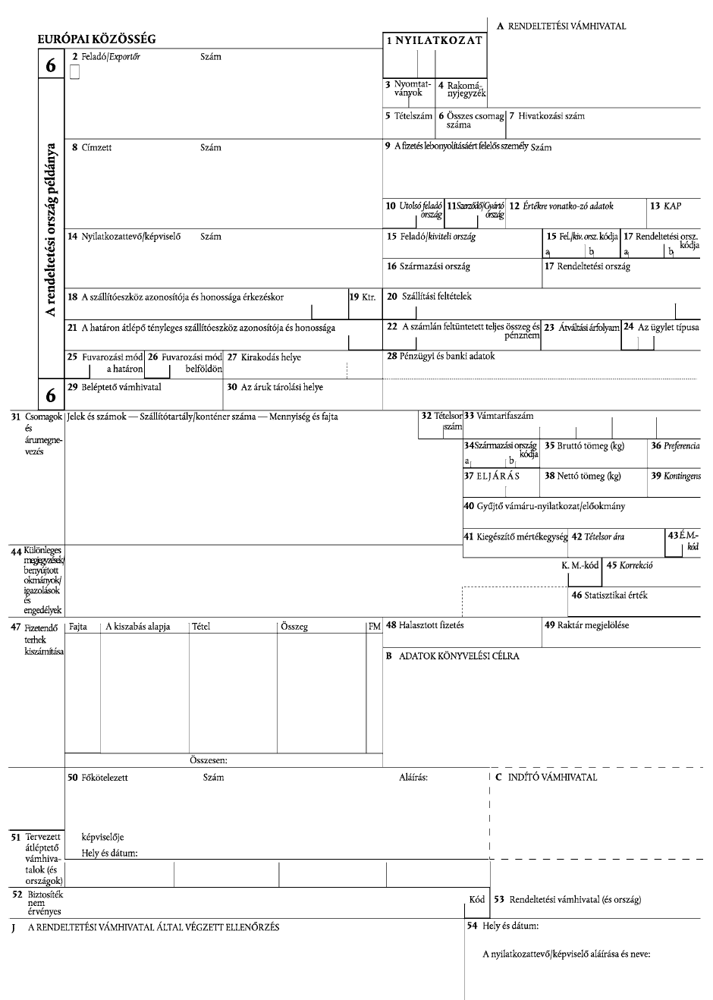 A RENDELTETÉSI VÁMHIVATAL
EURÓPAI KÖZÖSSÉG
1 NYILATKOZAT
6
2 Feladó/Exportőr Szám
3 Nyomtat-
ványok
4 Rakomá-
nyjegyzék
5 Tételszám
6 Összes csomag
száma
7 Hivatkozási szám
A rendeltetési ország példánya
8 Címzett Szám
9 A fizetés lebonyolításáért felelős személy Szám
10 Utolsó feladó
ország
11 Szerződő/Gyártó
ország
12 Értékre vonatko-zó adatok
13 KAP
14 Nyilatkozattevő/képviselő Szám
15 Feladó/kiviteli ország
15 Fel./kiv. orsz. kódja
a b
17 Rendeltetési orsz.
kódja
a b
16 Származási ország
17 Rendeltetési ország
18 A szállítóeszköz azonosítója és honossága érkezéskor
19 Ktr.
20 Szállítási feltételek
21 A határon átlépő tényleges szállítóeszköz azonosítója és honossága
22 A számlán feltüntetett teljes összeg és
pénznem
23 Átváltási árfolyam
24 Az ügylet típusa
25 Fuvarozási mód
a határon
26 Fuvarozási mód
belföldön
27 Kirakodás helye
28 Pénzügyi és banki adatok
6
29 Beléptető vámhivatal
30 Az áruk tárolási helye
31 Csomagok
és
árumegne-
vezés
Jelek és számok — Szállítótartály/konténer száma — Mennyiség és fajta
32 Tételsor
szám
33 Vámtarifaszám
34 Származási ország
kódja
a b
35 Bruttó tömeg (kg)
36 Preferencia
37 ELJÁRÁS
38 Nettó tömeg (kg)
39 Kontingens
40 Gyűjtő vámáru-nyilatkozat/előokmány
41 Kiegészítő mértékegység
42 Tételsor ára
43 É.M.-
kód
44 Különleges
megjegyzések/
benyújtott
okmányok/
igazolások
és
engedélyek
K. M.-kód
45 Korrekció
46 Statisztikai érték
47 Fizetendő
terhek
kiszámítása
Fajta A kiszabás alapja Tétel Összeg FM
48 Halasztott fizetés
49 Raktár megjelölése
B ADATOK KÖNYVELÉSI CÉLRA
Összesen:
50 Főkötelezett Szám Aláírás:
C INDÍTÓ VÁMHIVATAL
képviselője
Hely és dátum:
51 Tervezett
átléptető
vámhiva-
talok (és
országok)
52 Biztosíték
nem
érvényes
Kód
53 Rendeltetési vámhivatal (és ország)
J A RENDELTETÉSI VÁMHIVATAL ÁLTAL VÉGZETT ELLENŐRZÉS
54 Hely és dátum:
A nyilatkozattevő/képviselő aláírása és neve: